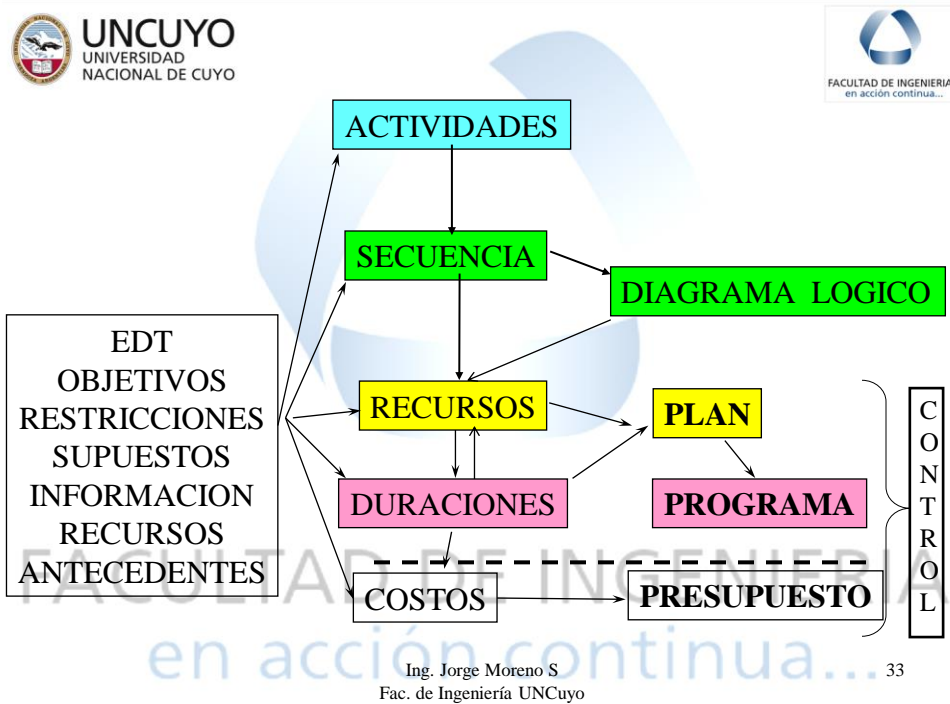 UNCUYO
UNIVERSIDAD
NACIONAL DE CUYO
FACULTAD DE INGENIERIA
en acción continua...
ACTIVIDADES
SECUENCIA
DIAGRAMA LOGICO
EDT
OBJETIVOS
RESTRICCIONES
SUPUESTOS
INFORMACION
RECURSOS
ANTECEDENTES
RECURSOS
PLAN
DURACIONES
PROGRAMA
COSTOS
PRESUPUESTO
CONTROL
FACULTAD DE INGENIERIA
en acción continua...
Ing. Jorge Moreno S
Fac. de Ingeniería UNCuyo
33